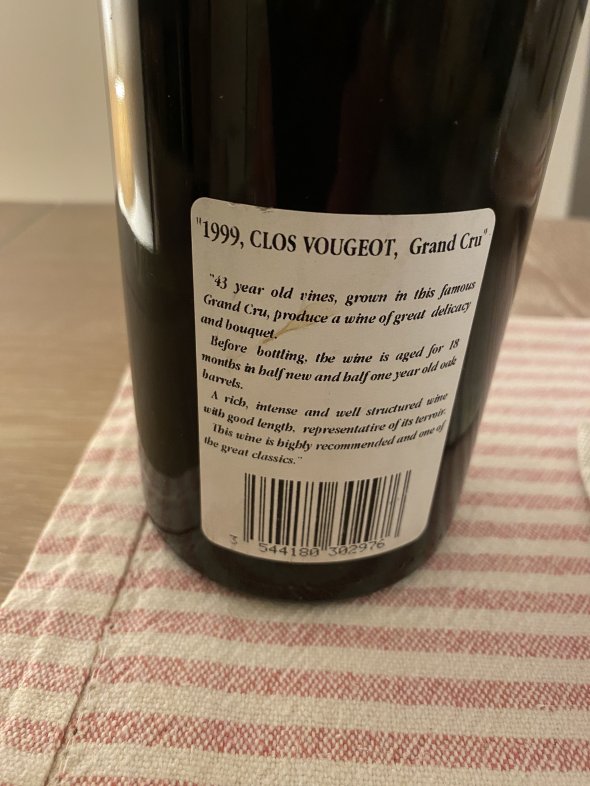 "1999, CLOS VOUGEOT, Grand Cru"
"43 year old vines, grown in this famous
Grand Cru, produce a wine of great delicacy
and bouquet.
Before bottling, the wine is aged for 18
months in half new and half one year old oak
barrels.
A rich, intense and well structured wine
with good length, representative of its terroir.
This wine is highly recommended and one of
the great classics."
3 544180 302976